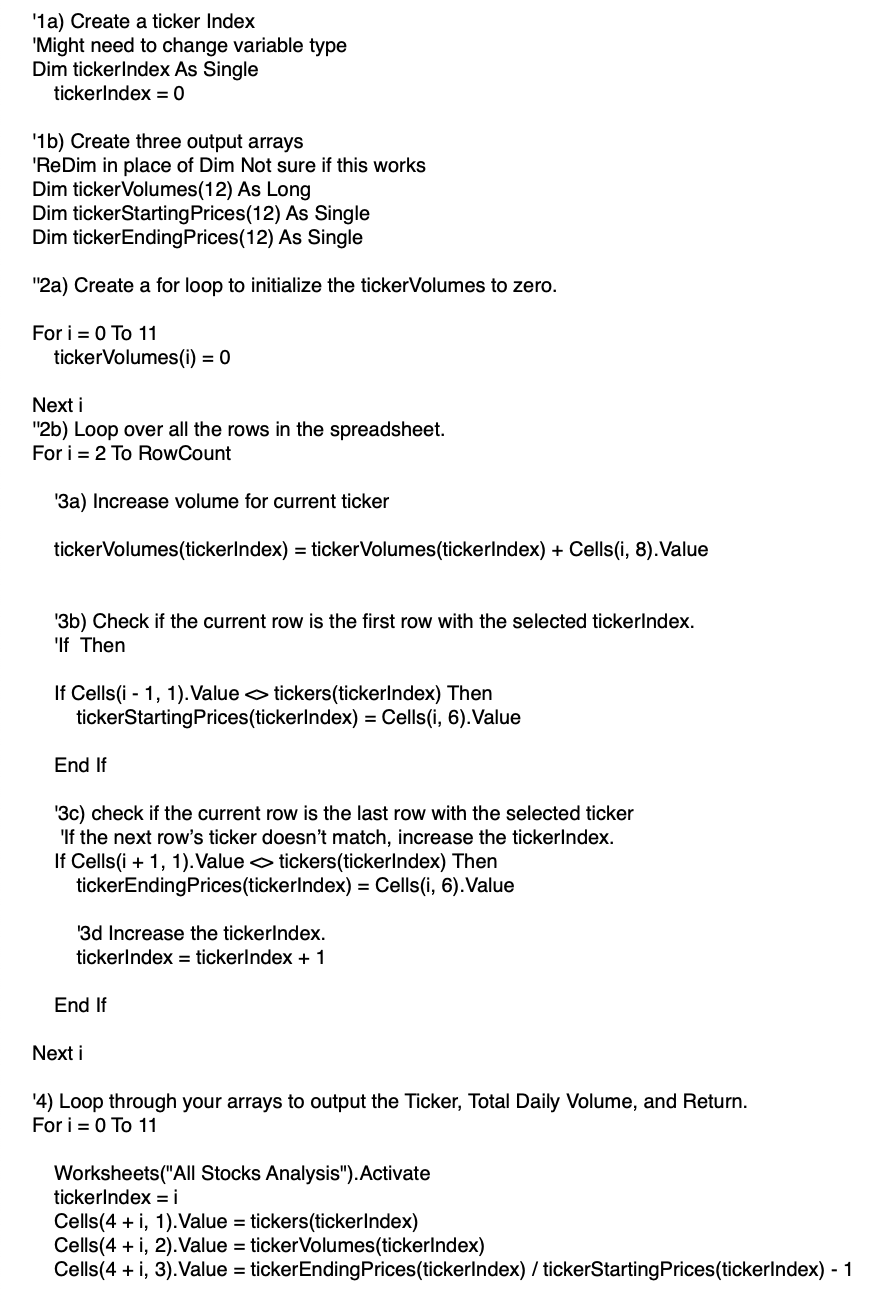 '1a) Create a ticker Index
'Might need to change variable type
Dim tickerIndex As Single
tickerIndex = 0
'1b) Create three output arrays
'ReDim in place of Dim Not sure if this works
Dim tickerVolumes(12) As Long
Dim tickerStartingPrices(12) As Single
Dim tickerEndingPrices(12) As Single
''2a) Create a for loop to initialize the tickerVolumes to zero.
For i = 0 To 11
tickerVolumes(i) = 0
Next i
''2b) Loop over all the rows in the spreadsheet.
For i = 2 To RowCount
'3a) Increase volume for current ticker
tickerVolumes(tickerIndex) = tickerVolumes(tickerIndex) + Cells(i, 8).Value
'3b) Check if the current row is the first row with the selected tickerIndex.
'If  Then
If Cells(i - 1, 1).Value <> tickers(tickerIndex) Then
tickerStartingPrices(tickerIndex) = Cells(i, 6).Value
End If
'3c) check if the current row is the last row with the selected ticker
'If the next row’s ticker doesn’t match, increase the tickerIndex.
If Cells(i + 1, 1).Value <> tickers(tickerIndex) Then
tickerEndingPrices(tickerIndex) = Cells(i, 6).Value
'3d Increase the tickerIndex.
tickerIndex = tickerIndex + 1
End If
Next i
'4) Loop through your arrays to output the Ticker, Total Daily Volume, and Return.
For i = 0 To 11
Worksheets("All Stocks Analysis").Activate
tickerIndex = i
Cells(4 + i, 1).Value = tickers(tickerIndex)
Cells(4 + i, 2).Value = tickerVolumes(tickerIndex)
Cells(4 + i, 3).Value = tickerEndingPrices(tickerIndex) / tickerStartingPrices(tickerIndex) - 1